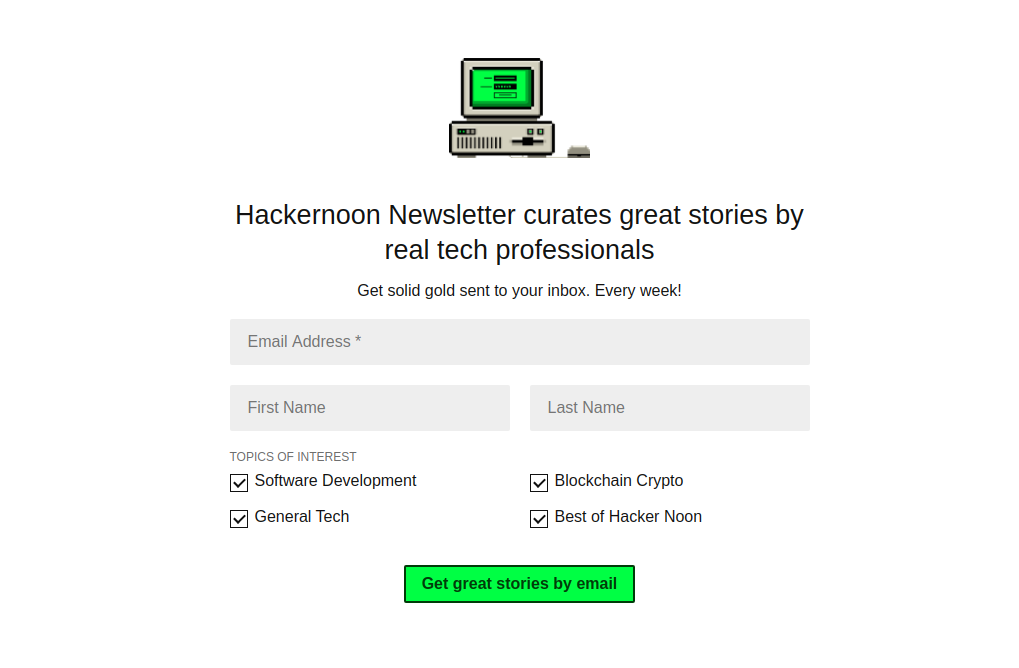 Hackernoon Newsletter curates great stories by
real tech professionals
Get solid gold sent to your inbox. Every week!
Email Address *
First Name
Last Name
TOPICS OF INTEREST
Software Development
Blockchain Crypto
General Tech
Best of Hacker Noon
Get great stories by email